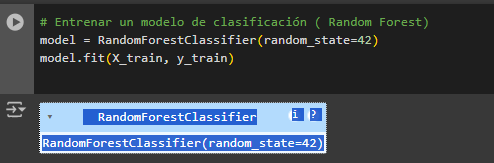 # Entrenar un modelo de clasificación ( Random Forest)
model = RandomForestClassifier(random_state=42)
model.fit(X_train, y_train)
RandomForestClassifier i ?
RandomForestClassifier(random_state=42)